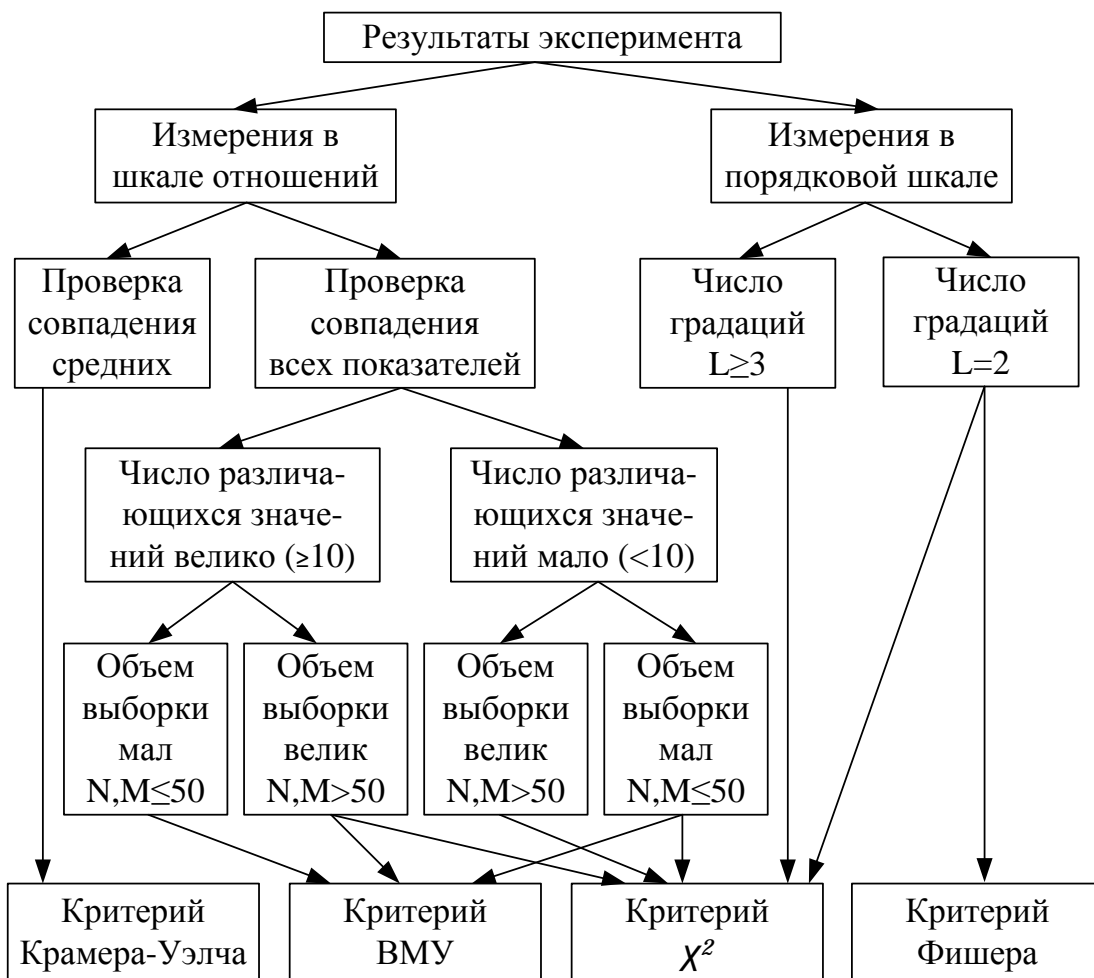 Результаты эксперимента
Измерения в
шкале отношений
Измерения в
порядковой шкале
Проверка
совпадения
средних
Проверка
совпадения
всех показателей
Число
градаций
L≥3
Число
градаций
L=2
Число различа-
ющихся значе-
ний велико (≥10)
Число различа-
ющихся значе-
ний мало (<10)
Объем
выборки
мал
N,M≤50
Объем
выборки
велик
N,M>50
Объем
выборки
велик
N,M>50
Объем
выборки
мал
N,M≤50
Критерий
Крамера-Уэлча
Критерий
ВМУ
Критерий
χ²
Критерий
Фишера